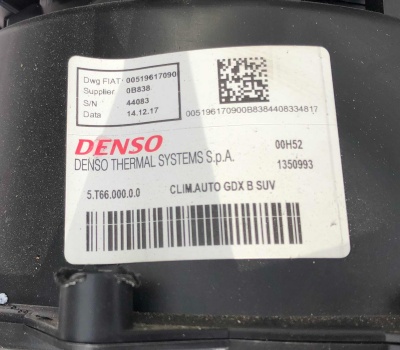 Dwg FIAT: 00519617090
Supplier 0B838
S/N 44083
Data 14.12.17
005196170900B8384408334817
DENSO
DENSO THERMAL SYSTEMS S.p.A.
00H52
1350993
5.T66.000.0.0
CLIM.AUTO GDX B SUV